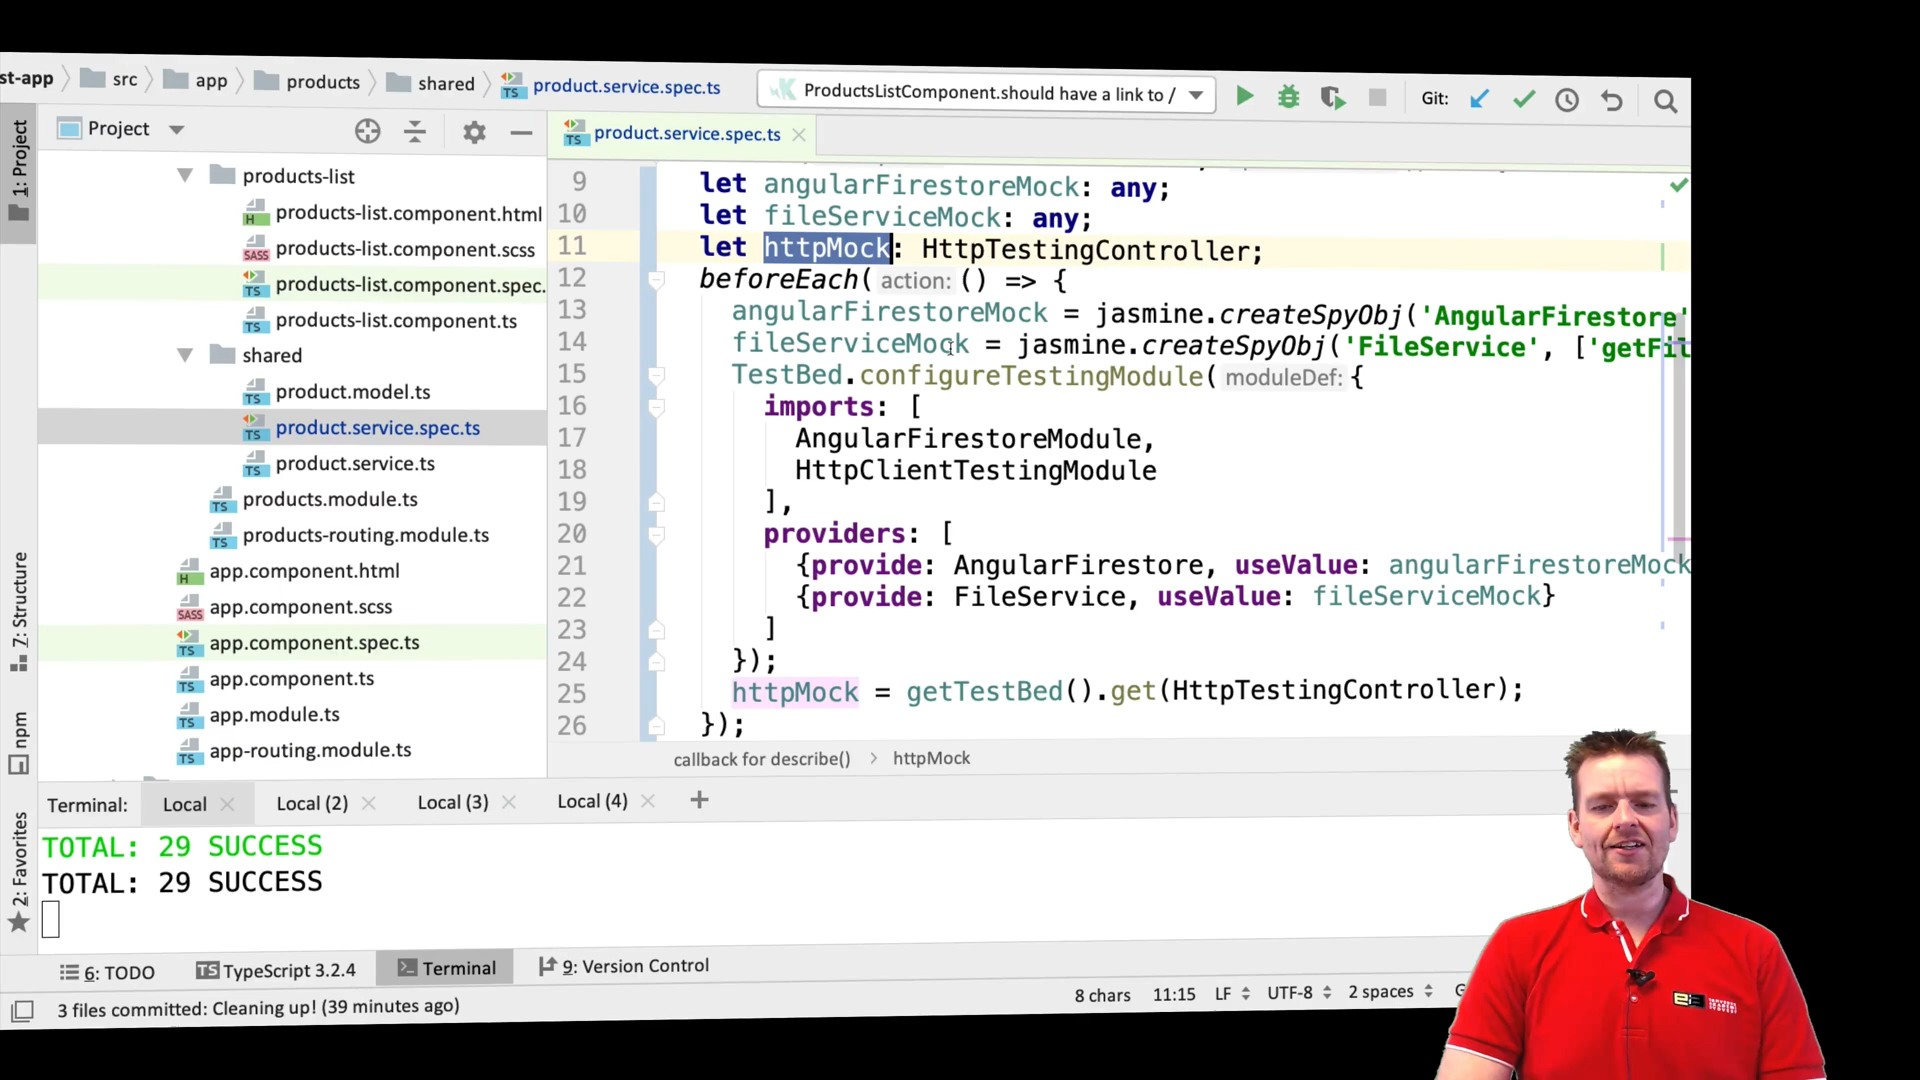 st-app src app products shared product.service.spec.ts ProductsListComponent.should have a link to / Git:
1: Project
Project
product.service.spec.ts
products-list
products-list.component.html
products-list.component.scss
products-list.component.spec.
products-list.component.ts
shared
product.model.ts
product.service.spec.ts
product.service.ts
products.module.ts
products-routing.module.ts
app.component.html
app.component.scss
app.component.spec.ts
app.component.ts
app.module.ts
app-routing.module.ts
7: Structure
npm
2: Favorites
9 let angularFirestoreMock: any;
10 let fileServiceMock: any;
11 let httpMock: HttpTestingController;
12 beforeEach( action: () => {
13 angularFirestoreMock = jasmine.createSpyObj('AngularFirestore'
14 fileServiceMock = jasmine.createSpyObj('FileService', ['getFil
15 TestBed.configureTestingModule( moduleDef: {
16 imports: [
17 AngularFirestoreModule,
18 HttpClientTestingModule
19 ],
20 providers: [
21 {provide: AngularFirestore, useValue: angularFirestoreMock
22 {provide: FileService, useValue: fileServiceMock}
23 ]
24 });
25 httpMock = getTestBed().get(HttpTestingController);
26 });
callback for describe() > httpMock
Terminal: Local Local (2) Local (3) Local (4)
TOTAL: 29 SUCCESS
TOTAL: 29 SUCCESS
6: TODO TypeScript 3.2.4 Terminal 9: Version Control
3 files committed: Cleaning up! (39 minutes ago) 8 chars 11:15 LF UTF-8 2 spaces